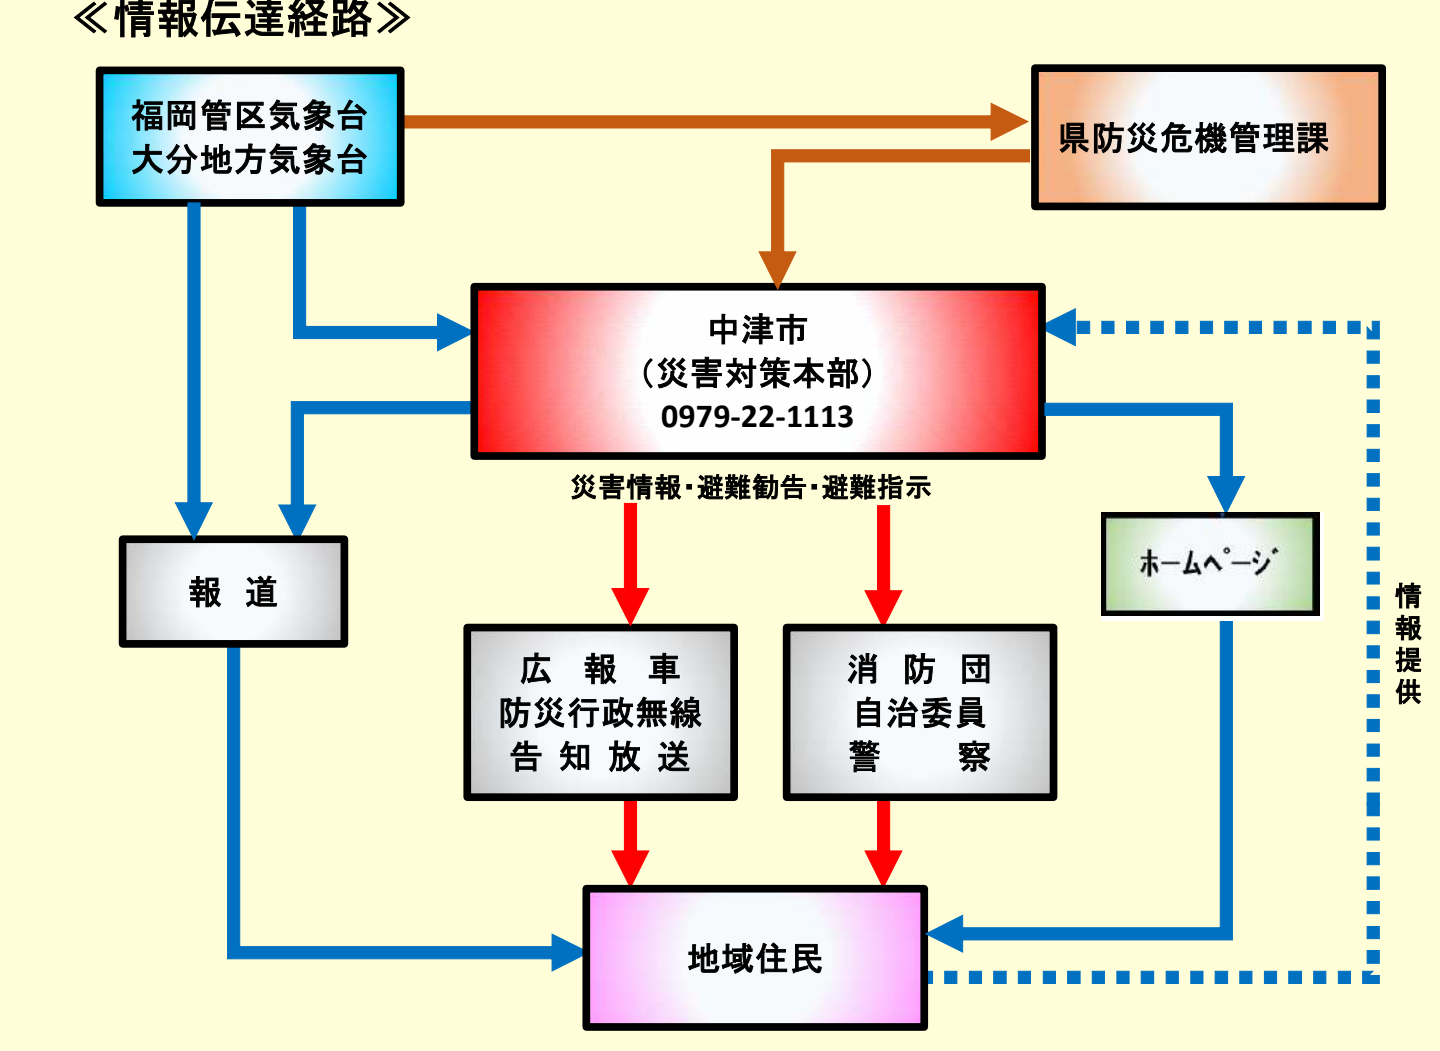 ≪情報伝達経路≫
福岡管区気象台
大分地方気象台
県防災危機管理課
中津市
（災害対策本部）
0979-22-1113
災害情報・避難勧告・避難指示
報 道
ﾎｰﾑﾍﾟｰｼﾞ
広 報 車
防災行政無線
告 知 放 送
消 防 団
自治委員
警 察
情報提供
地域住民